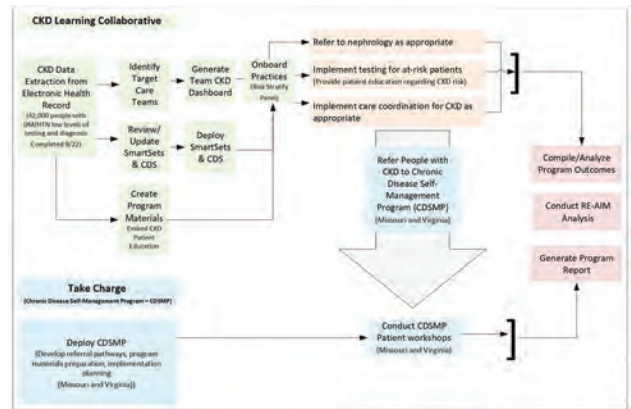 CKD Learning Collaborative
CKD Data
Extraction from
Electronic Health
Record
(42,000 people with
DM/HTN low levels of
testing and diagnosis
Completed 9/22)
Identify
Target
Care Teams
Generate
Team CKD
Dashboard
Onboard
Practices
(Risk Stratify
Panel)
Review/
Update
SmartSets
& CDS
Deploy
SmartSets
& CDS
Create
Program
Materials
(Embed CKD
Patient
Education
Refer to nephrology as appropriate
Implement testing for at-risk patients
(Provide patient education regarding CKD risk)
Implement care coordination for CKD as
appropriate
Refer People with
CKD to Chronic
Disease Self-
Management
Program (CDSMP)
(Missouri and Virginia)
Compile/Analyze
Program Outcomes
Conduct RE-AIM
Analysis
Generate Program
Report
Take Charge
(Chronic Disease Self-Management Program – CDSMP)
Deploy CDSMP
(Develop referral pathways, program
materials preparation, implementation
planning
(Missouri and Virginia))
Conduct CDSMP
Patient workshops
(Missouri and Virginia)